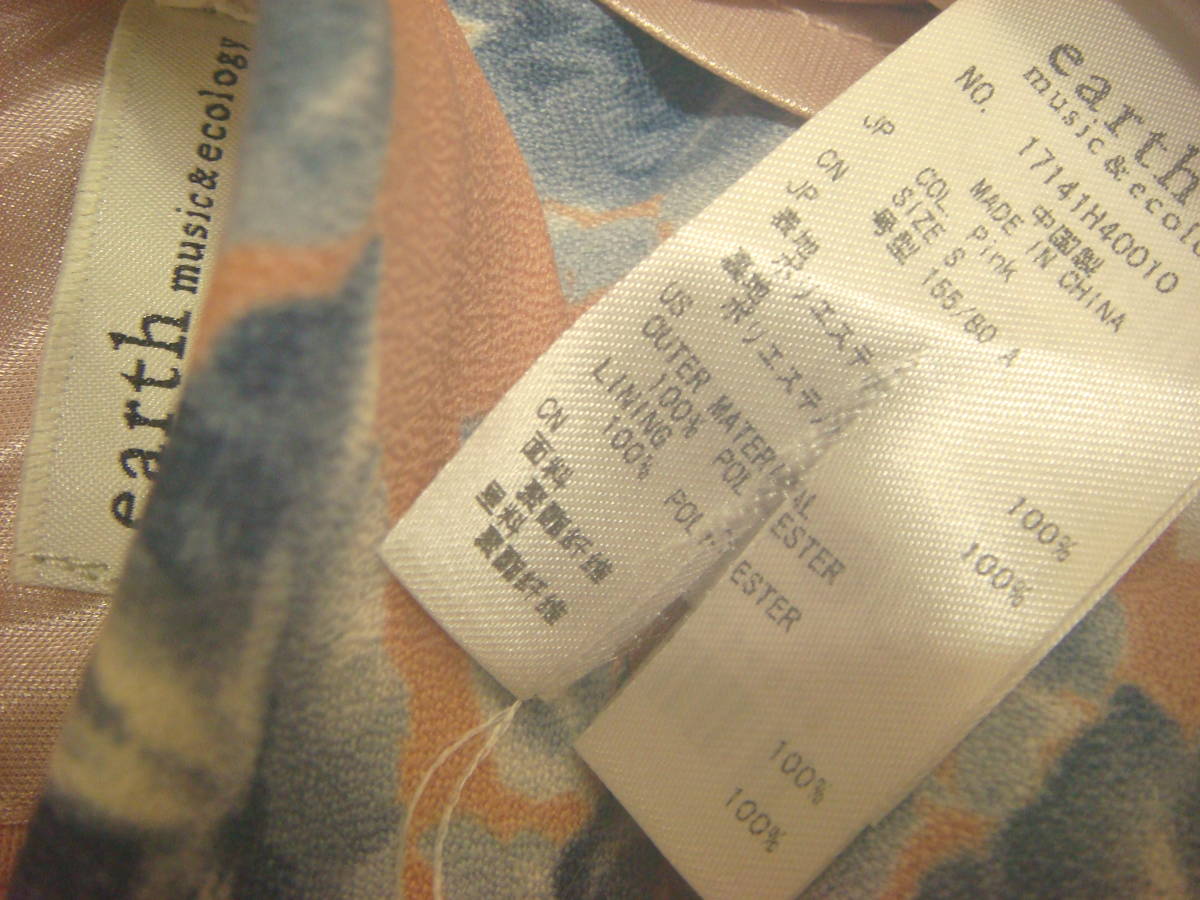 earth music&ecology
earth
music&ecolo
NO. 17141H40010
JP 中国製
MADE IN CHINA
COL Pink
SIZE S
CN 号型 155/80 A
JP 表地 ポリエステ 100%
裏地 ポリエステル 100%
US
OUTER MATERIAL
100% POLYESTER
LINING
100% POLYESTER
CN 面料
聚酯纤维 100%
里料
聚酯纤维 100%